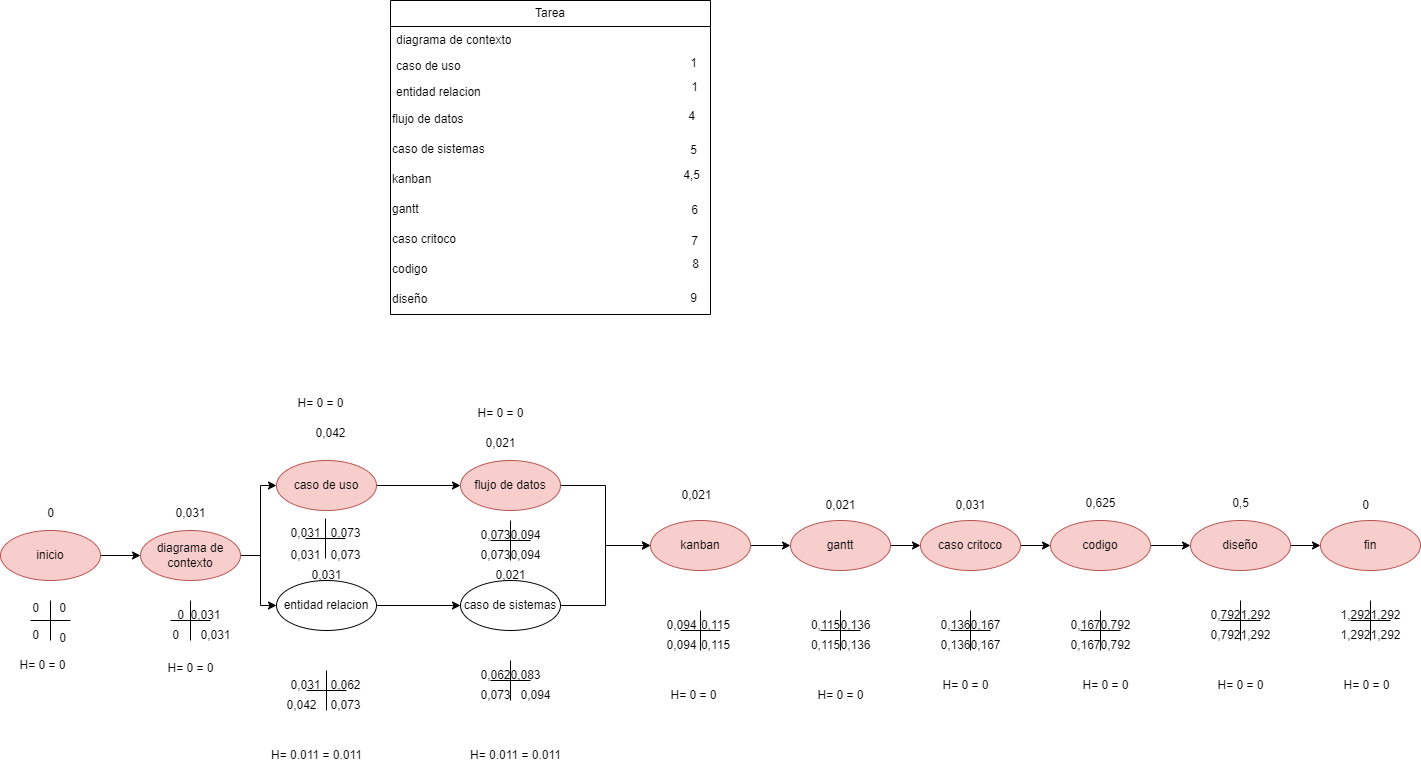 Tarea
diagrama de contexto
caso de uso 1
entidad relacion 1
flujo de datos 4
caso de sistemas 5
kanban 4,5
gantt 6
caso critoco 7
codigo 8
diseño 9
H= 0 = 0
0,042
caso de uso
0,031 0,073
0,031 0,073
H= 0 = 0
0,021
flujo de datos
0,073 0,094
0,073 0,094
0
inicio
0 0
0 0
H= 0 = 0
0,031
diagrama de
contexto
0 0,031
0 0,031
H= 0 = 0
0,031
entidad relacion
0,031 0,062
0,042 0,073
H= 0.011 = 0.011
0,021
caso de sistemas
0,062 0,083
0,073 0,094
H= 0.011 = 0.011
0,021
kanban
0,094 0,115
0,094 0,115
H= 0 = 0
0,021
gantt
0,115 0,136
0,115 0,136
H= 0 = 0
0,031
caso critoco
0,136 0,167
0,136 0,167
H= 0 = 0
0,625
codigo
0,167 0,792
0,167 0,792
H= 0 = 0
0,5
diseño
0,792 1,292
0,792 1,292
H= 0 = 0
0
fin
1,292 1,292
1,292 1,292
H= 0 = 0